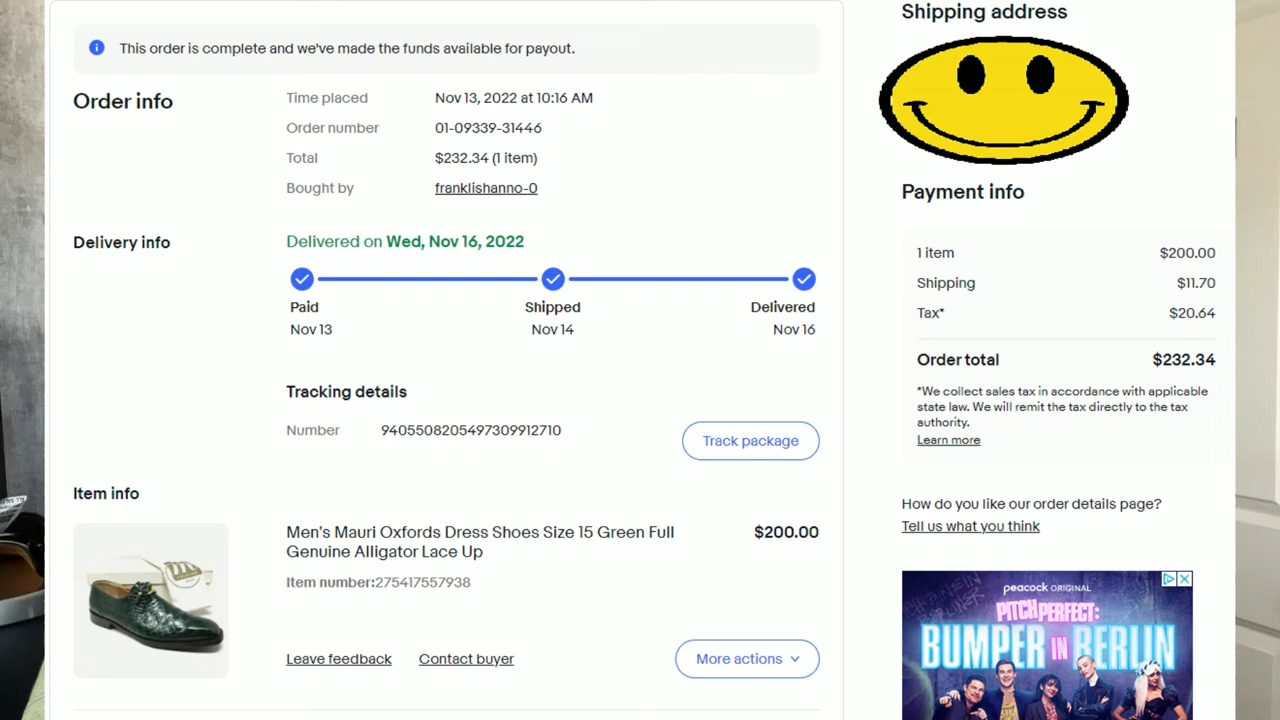 This order is complete and we've made the funds available for payout.
Order info
Time placed Nov 13, 2022 at 10:16 AM
Order number 01-09339-31446
Total $232.34 (1 item)
Bought by franklishanno-0
Delivery info
Delivered on Wed, Nov 16, 2022
Paid Shipped Delivered
Nov 13 Nov 14 Nov 16
Tracking details
Number 9405508205497309912710
Track package
Item info
Men's Mauri Oxfords Dress Shoes Size 15 Green Full $200.00
Genuine Alligator Lace Up
Item number:275417557938
Leave feedback Contact buyer More actions
Shipping address
Payment info
1 item $200.00
Shipping $11.70
Tax* $20.64
Order total $232.34
*We collect sales tax in accordance with applicable
state law. We will remit the tax directly to the tax
authority.
Learn more
How do you like our order details page?
Tell us what you think
peacock ORIGINAL
PITCH PERFECT:
BUMPER IN BERLIN